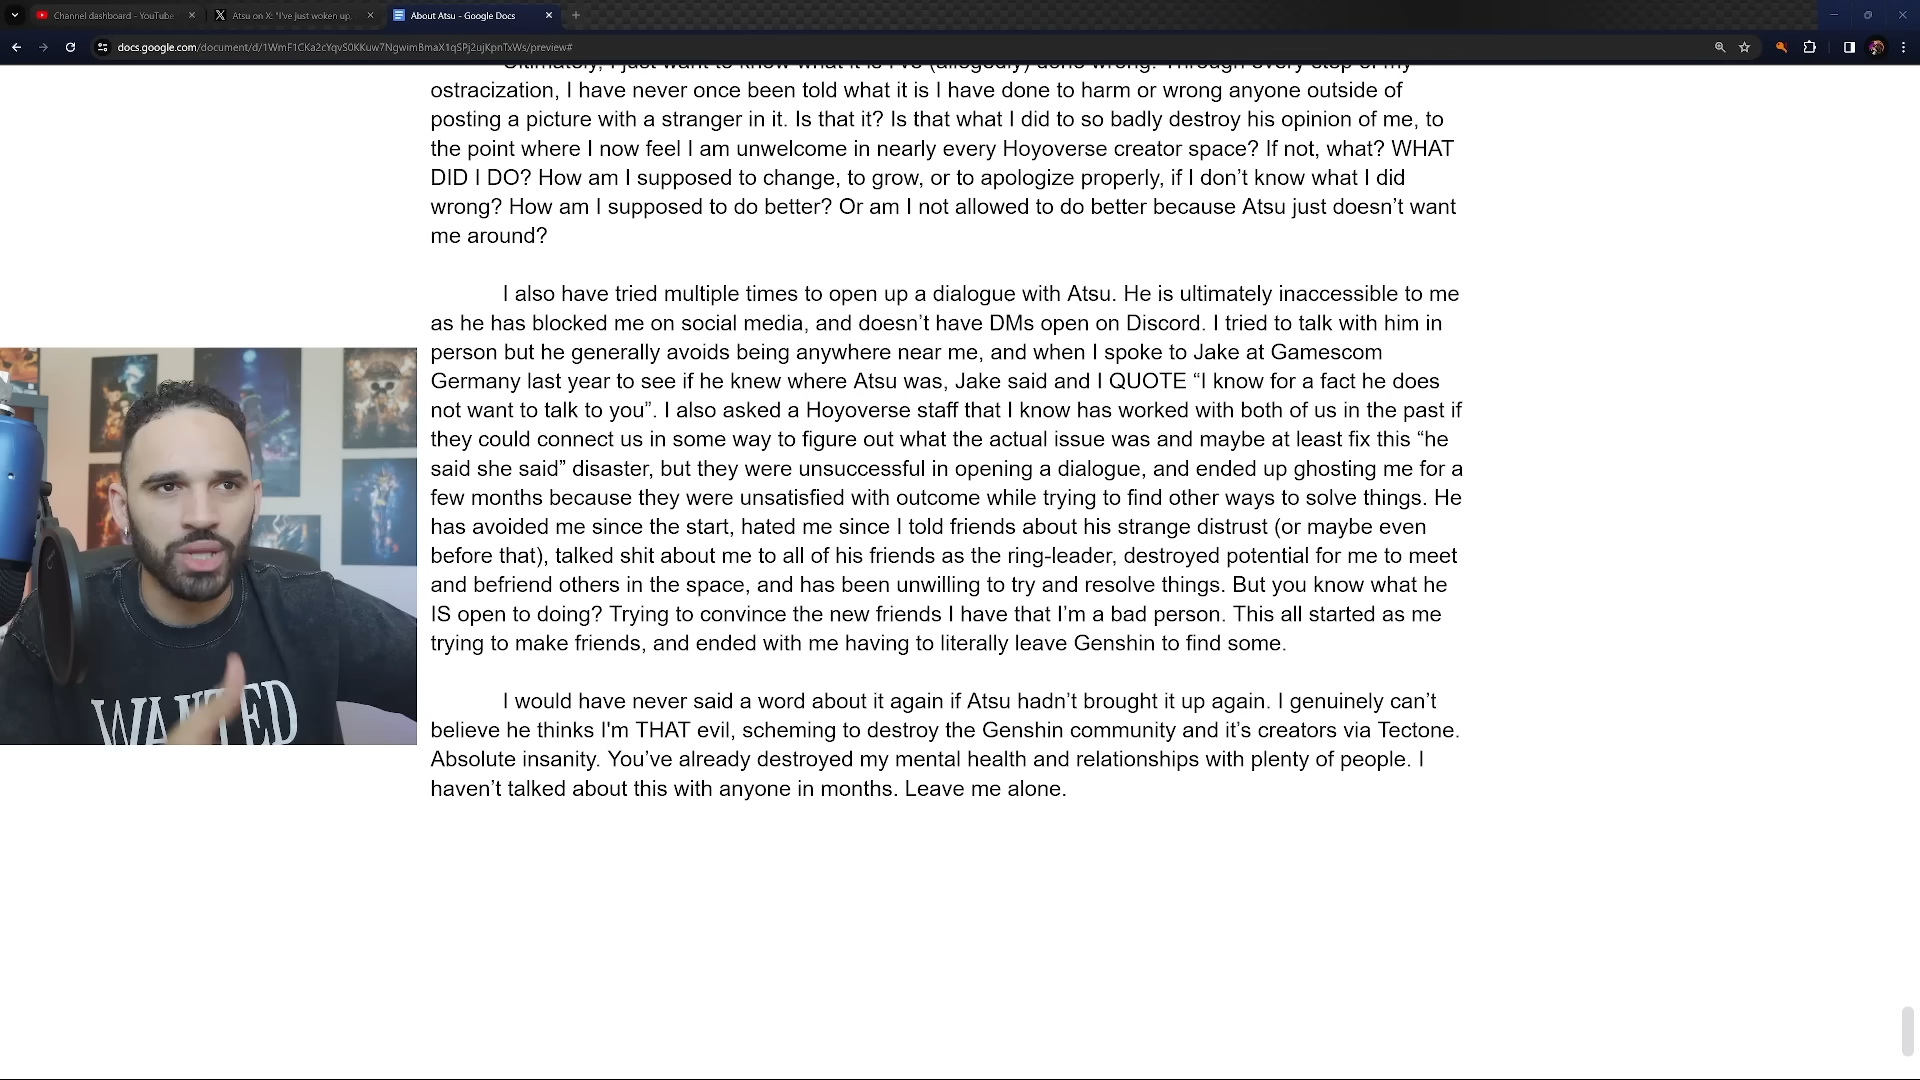 Channel dashboard - YouTube
Atsu on X: "I've just woken up,
About Atsu - Google Docs
docs.google.com/document/d/1WmF1CKa2cYqvS0KKuw7NgwimBmaX1qSPj2ujKpnTxWs/preview#
Ultimately, I just want to know what it is I've (allegedly) done wrong. Through every step of my
ostracization, I have never once been told what it is I have done to harm or wrong anyone outside of
posting a picture with a stranger in it. Is that it? Is that what I did to so badly destroy his opinion of me, to
the point where I now feel I am unwelcome in nearly every Hoyoverse creator space? If not, what? WHAT
DID I DO? How am I supposed to change, to grow, or to apologize properly, if I don’t know what I did
wrong? How am I supposed to do better? Or am I not allowed to do better because Atsu just doesn’t want
me around?
I also have tried multiple times to open up a dialogue with Atsu. He is ultimately inaccessible to me
as he has blocked me on social media, and doesn’t have DMs open on Discord. I tried to talk with him in
person but he generally avoids being anywhere near me, and when I spoke to Jake at Gamescom
Germany last year to see if he knew where Atsu was, Jake said and I QUOTE “I know for a fact he does
not want to talk to you”. I also asked a Hoyoverse staff that I know has worked with both of us in the past if
they could connect us in some way to figure out what the actual issue was and maybe at least fix this “he
said she said” disaster, but they were unsuccessful in opening a dialogue, and ended up ghosting me for a
few months because they were unsatisfied with outcome while trying to find other ways to solve things. He
has avoided me since the start, hated me since I told friends about his strange distrust (or maybe even
before that), talked shit about me to all of his friends as the ring-leader, destroyed potential for me to meet
and befriend others in the space, and has been unwilling to try and resolve things. But you know what he
IS open to doing? Trying to convince the new friends I have that I’m a bad person. This all started as me
trying to make friends, and ended with me having to literally leave Genshin to find some.
I would have never said a word about it again if Atsu hadn’t brought it up again. I genuinely can’t
believe he thinks I'm THAT evil, scheming to destroy the Genshin community and it’s creators via Tectone.
Absolute insanity. You’ve already destroyed my mental health and relationships with plenty of people. I
haven’t talked about this with anyone in months. Leave me alone.
WANTED